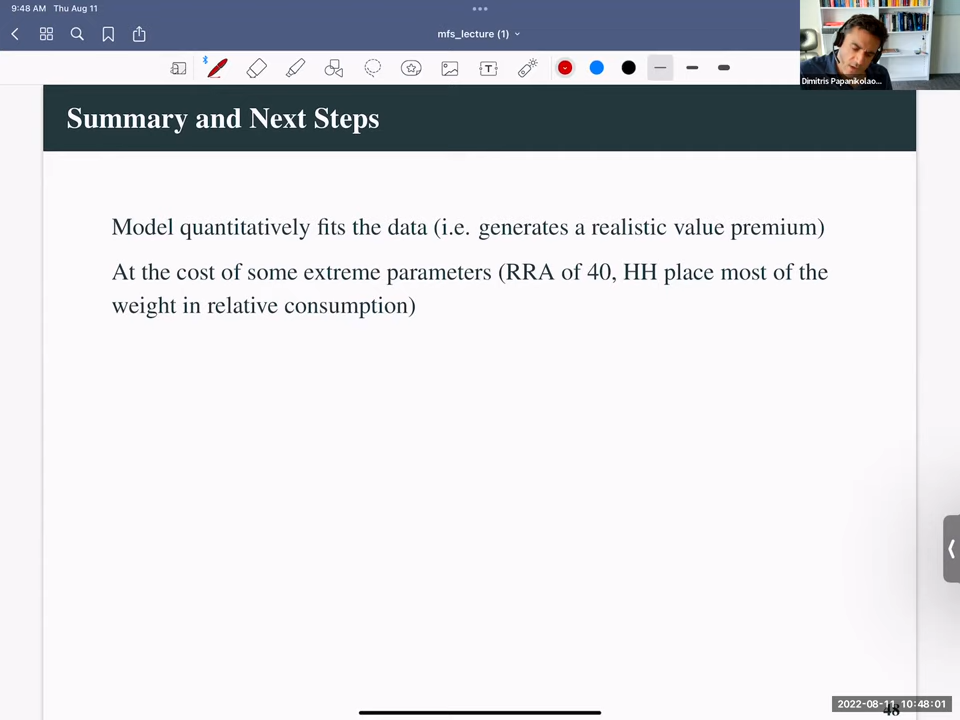 9:48 AM Thu Aug 11
mfs_lecture (1)
T
Dimitris Papanikolao...
Summary and Next Steps
Model quantitatively fits the data (i.e. generates a realistic value premium)
At the cost of some extreme parameters (RRA of 40, HH place most of the
weight in relative consumption)
2022-08-11 10:48:01